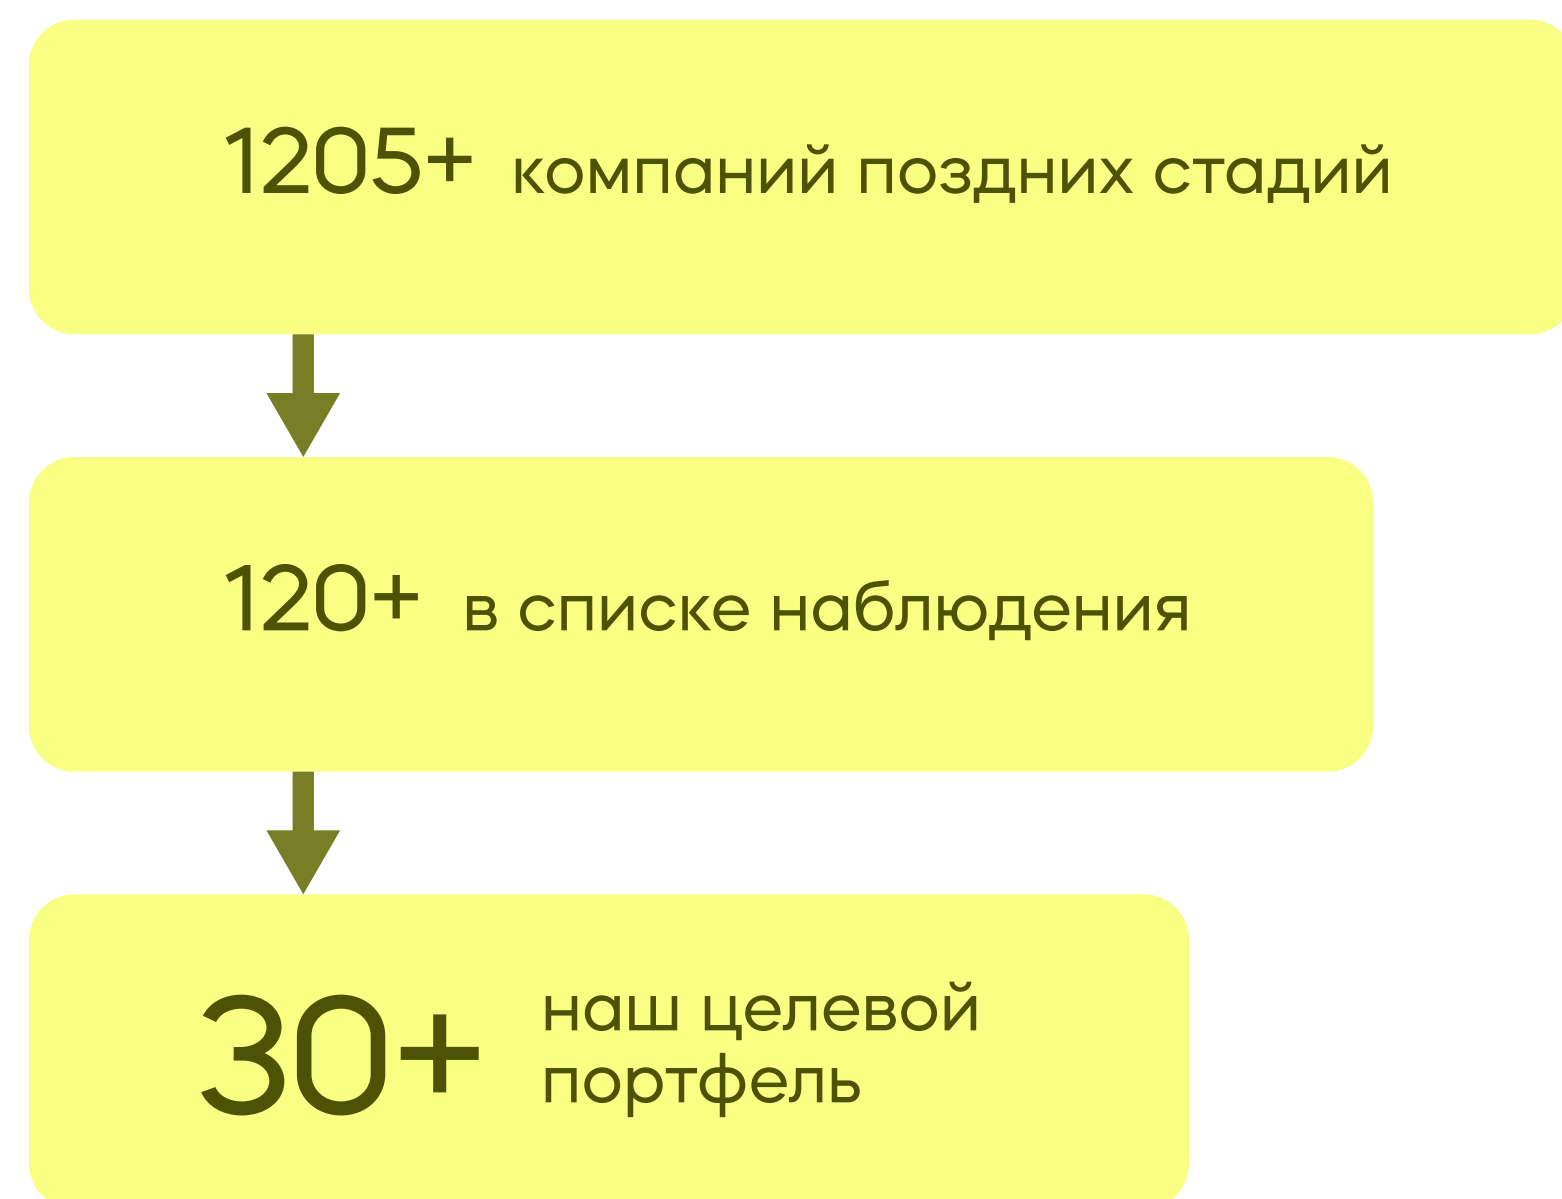 1205+ компаний поздних стадий
120+ в списке наблюдения
30+ наш целевой
портфель